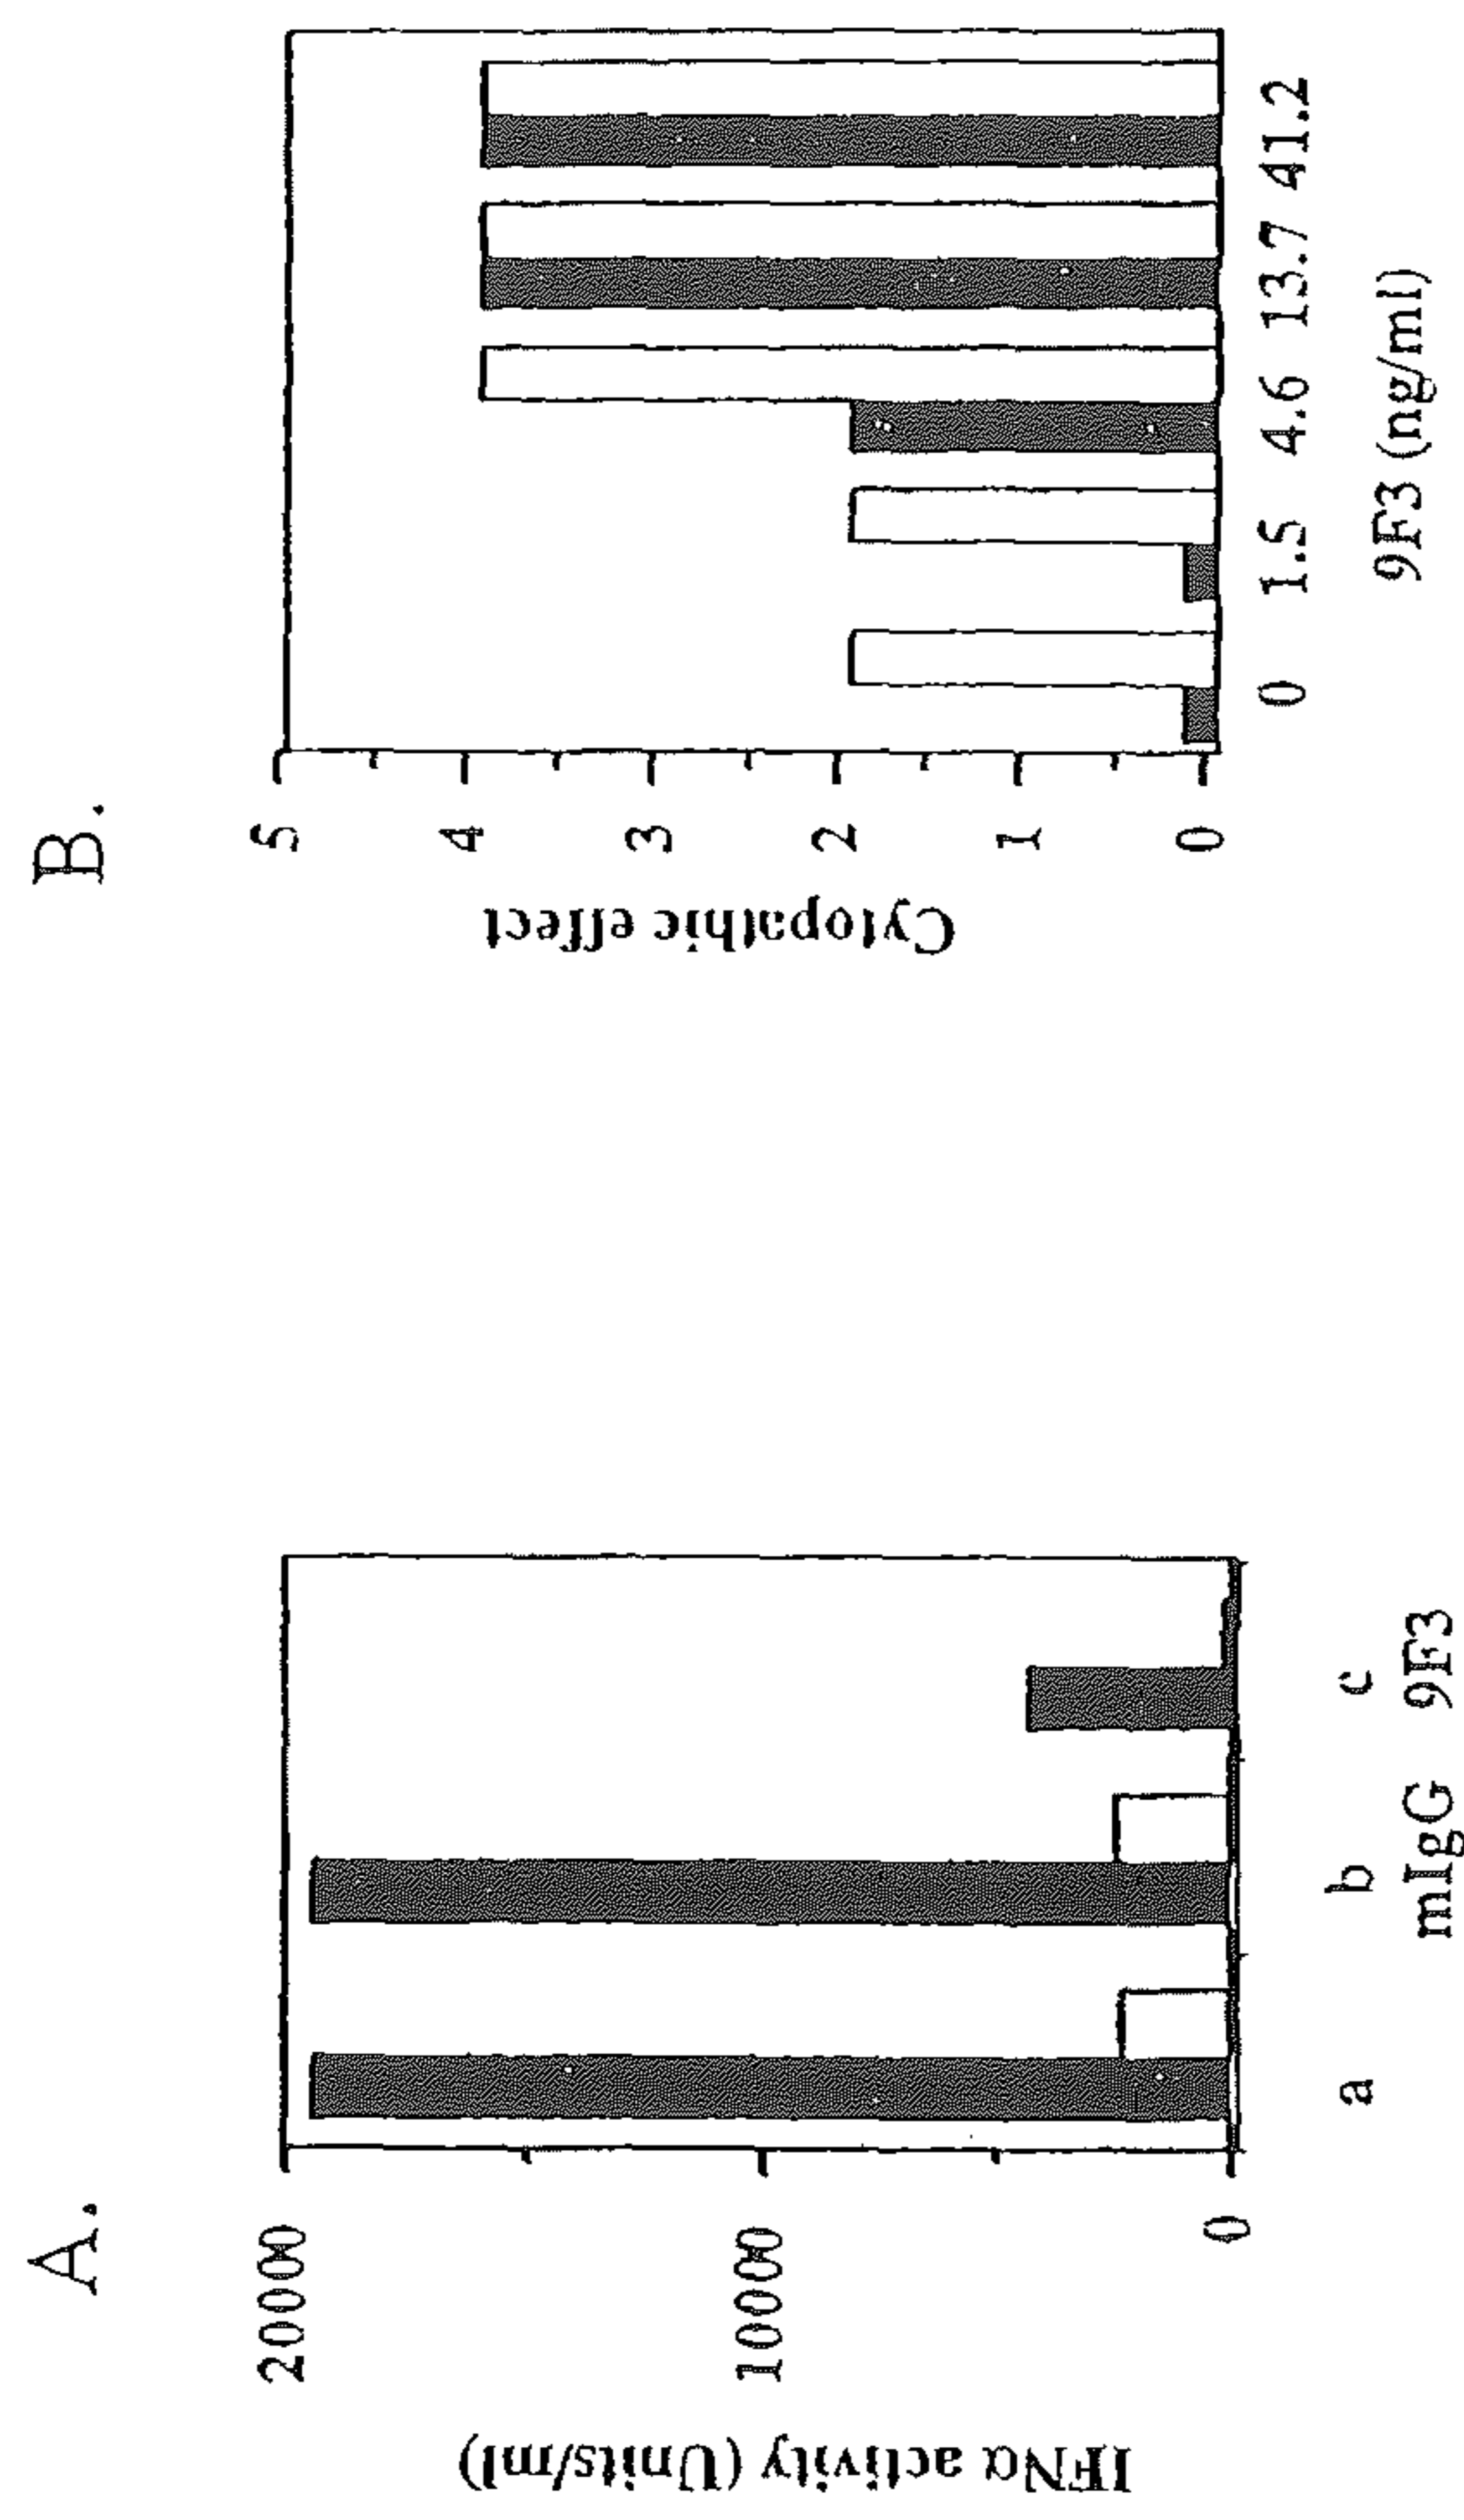 A.
IFNα activity (Units/ml)
20000
10000
0
a b c
mIgG 9F3
B.
Cytopathic effect
5
4
3
2
1
0
0 1.5 4.6 13.7 41.2
9F3 (ng/ml)